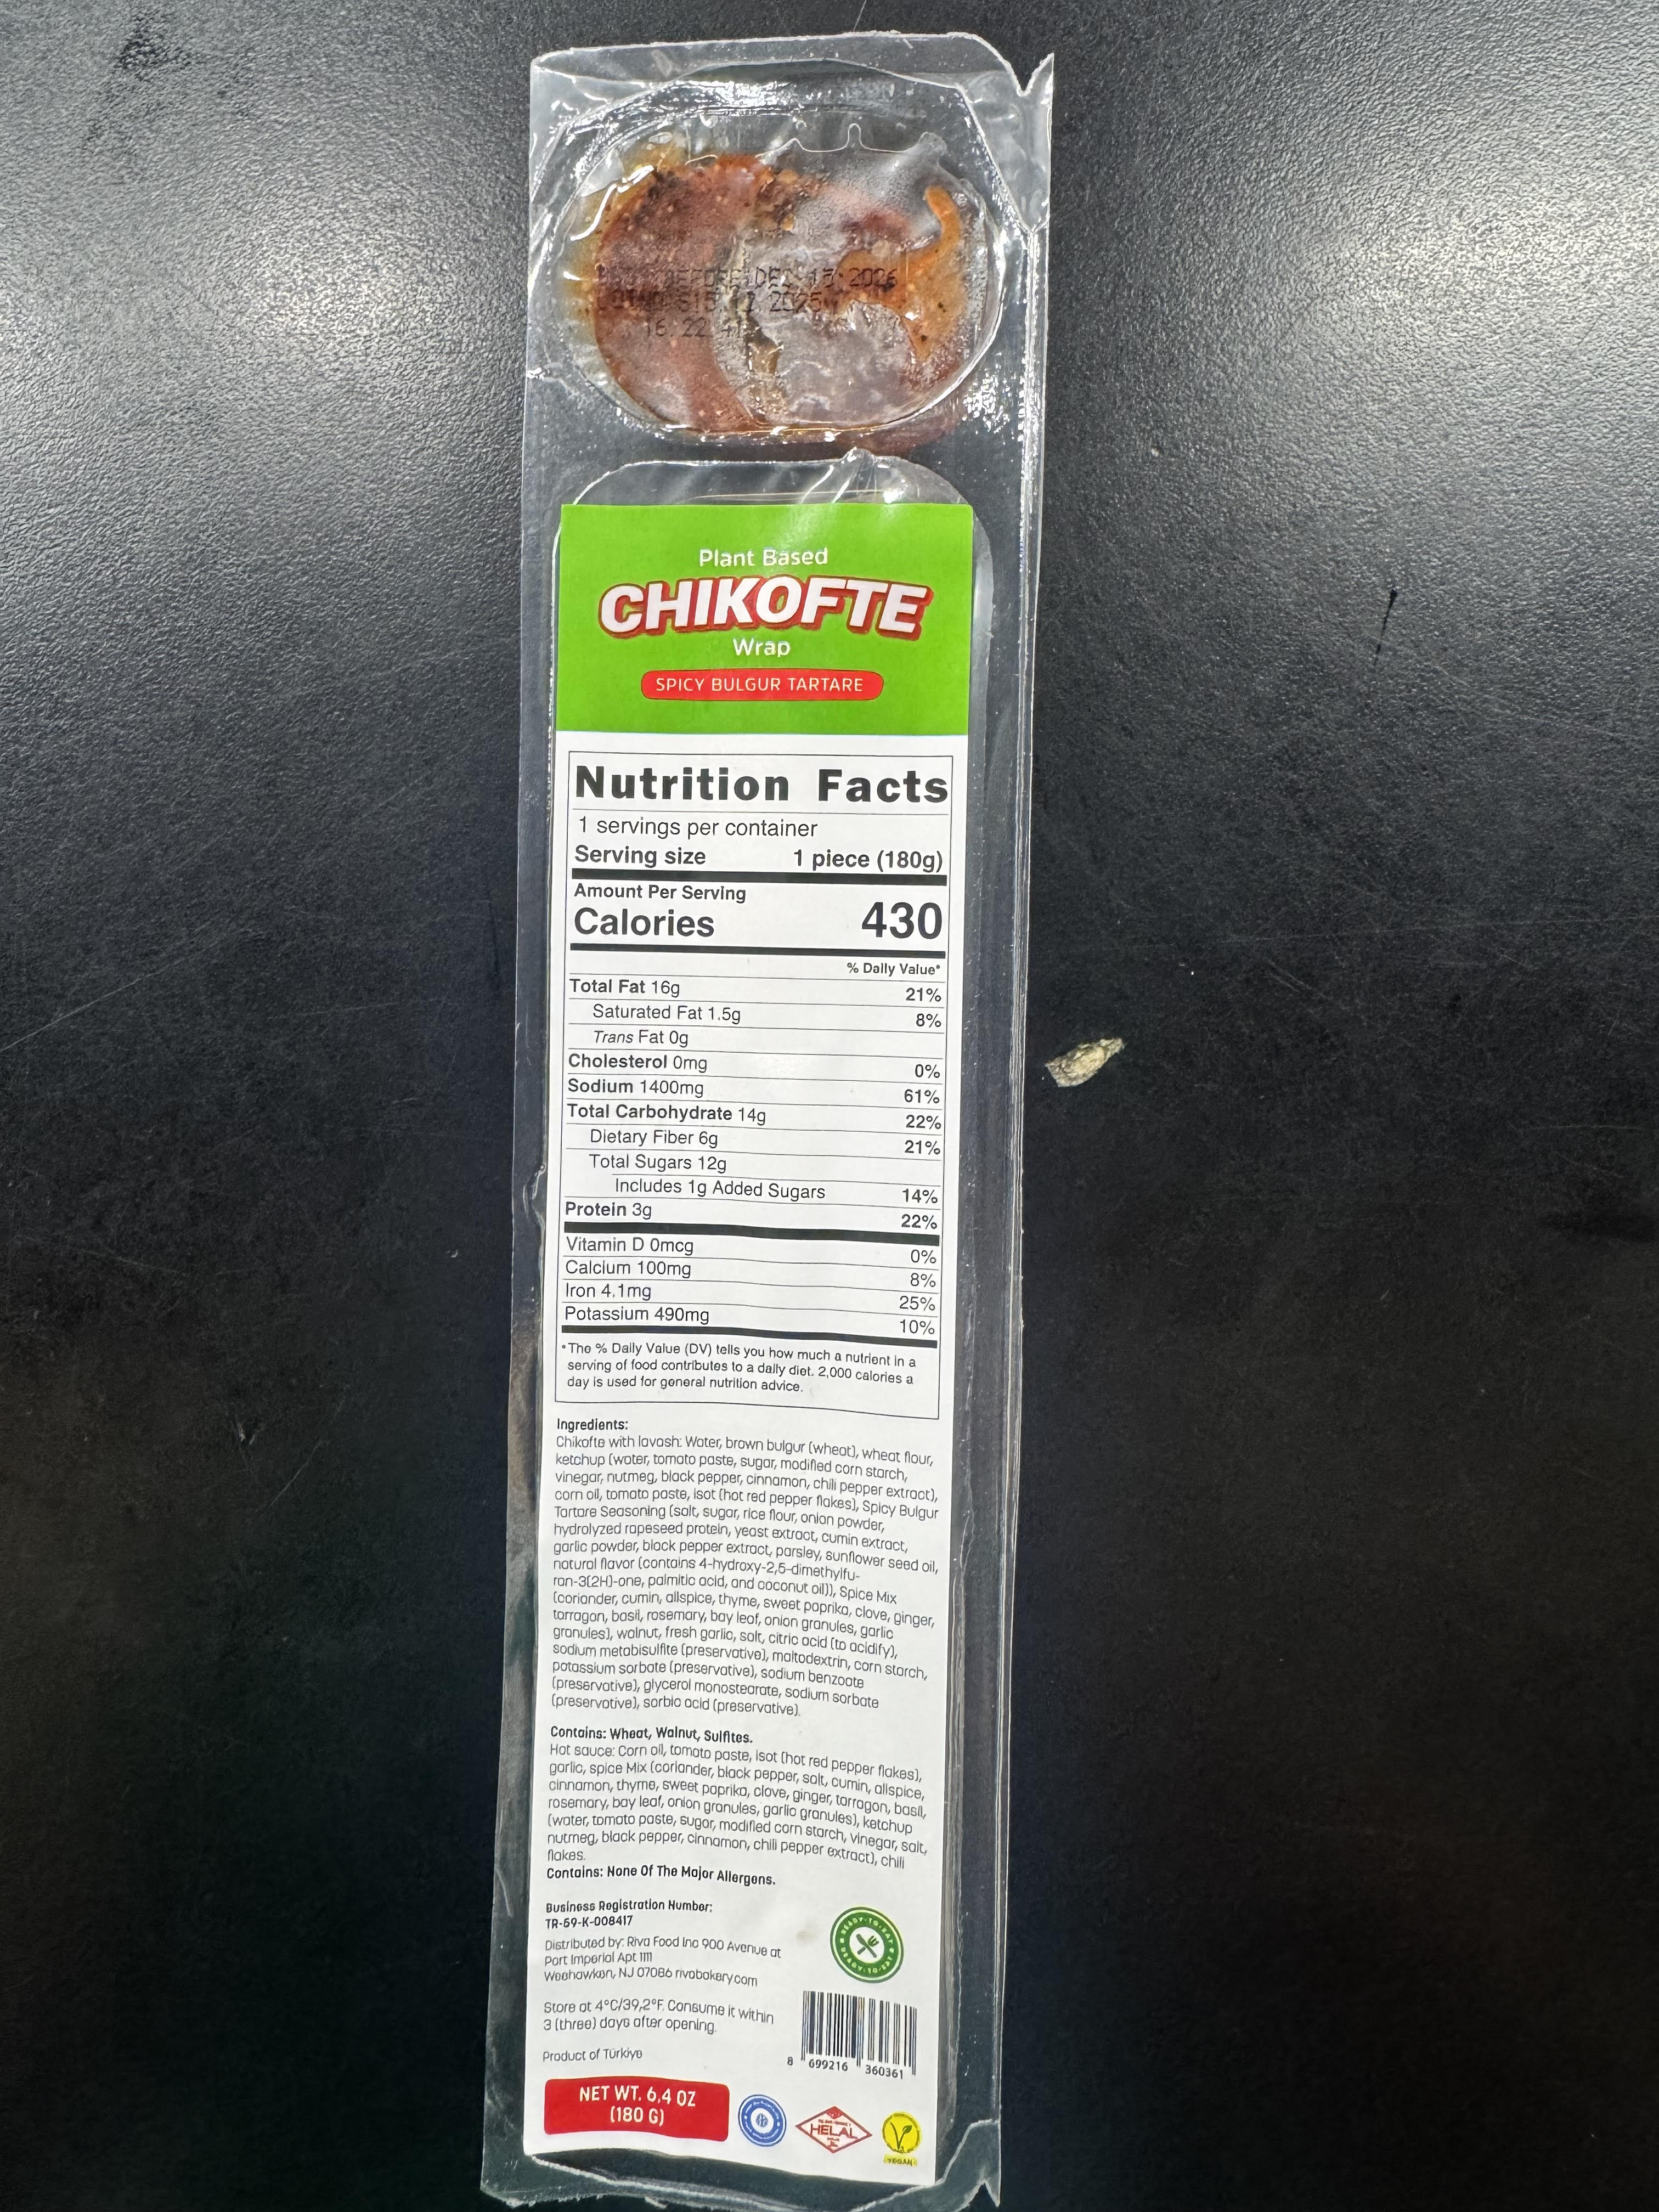 BEFORE DEC 15 2026
2025
16:22
Plant Based
CHIKOFTE
Wrap
SPICY BULGUR TARTARE
Nutrition Facts
1 servings per container
Serving size 1 piece (180g)
Amount Per Serving
Calories 430
% Daily Value*
Total Fat 16g 21%
Saturated Fat 1.5g 8%
Trans Fat 0g
Cholesterol 0mg 0%
Sodium 1400mg 61%
Total Carbohydrate 14g 22%
Dietary Fiber 6g 21%
Total Sugars 12g
Includes 1g Added Sugars 14%
Protein 3g 22%
Vitamin D 0mcg 0%
Calcium 100mg 8%
Iron 4.1mg 25%
Potassium 490mg 10%
*The % Daily Value (DV) tells you how much a nutrient in a
serving of food contributes to a daily diet. 2,000 calories a
day is used for general nutrition advice.
Ingredients:
Chikofte with lavash: Water, brown bulgur (wheat), wheat flour,
ketchup (water, tomato paste, sugar, modified corn starch,
vinegar, nutmeg, black pepper, cinnamon, chili pepper extract),
corn oil, tomato paste, isot (hot red pepper flakes), Spicy Bulgur
Tartare Seasoning (salt, sugar, rice flour, onion powder,
hydrolyzed rapeseed protein, yeast extract, cumin extract,
garlic powder, black pepper extract, parsley, sunflower seed oil,
natural flavor (contains 4-hydroxy-2,5-dimethylfu-
ran-3(2H)-one, palmitic acid, and coconut oil)), Spice Mix
(coriander, cumin, allspice, thyme, sweet paprika, clove, ginger,
tarragon, basil, rosemary, bay leaf, onion granules, garlic
granules), walnut, fresh garlic, salt, citric acid (to acidify),
sodium metabisulfite (preservative), maltodextrin, corn starch,
potassium sorbate (preservative), sodium benzoate
(preservative), glycerol monostearate, sodium sorbate
(preservative), sorbic acid (preservative).
Contains: Wheat, Walnut, Sulfites.
Hot sauce: Corn oil, tomato paste, isot (hot red pepper flakes),
garlic, spice Mix (coriander, black pepper, salt, cumin, allspice,
cinnamon, thyme, sweet paprika, clove, ginger, tarragon, basil,
rosemary, bay leaf, onion granules, garlic granules), ketchup
(water, tomato paste, sugar, modified corn starch, vinegar, salt,
nutmeg, black pepper, cinnamon, chili pepper extract), chili
flakes.
Contains: None Of The Major Allergens.
Business Registration Number:
TR-59-K-008417
Distributed by: Riva Food Inc 900 Avenue at
Port Imperial Apt 1111
Weehawken, NJ 07086 rivabakery.com
READY-TO-EAT
READY-TO-EAT
Store at 4°C/39,2°F. Consume it within
3 (three) days after opening.
Product of Türkiye
8 699216 360361
NET WT. 6,4 OZ
(180 G)
HELAL
VEGAN